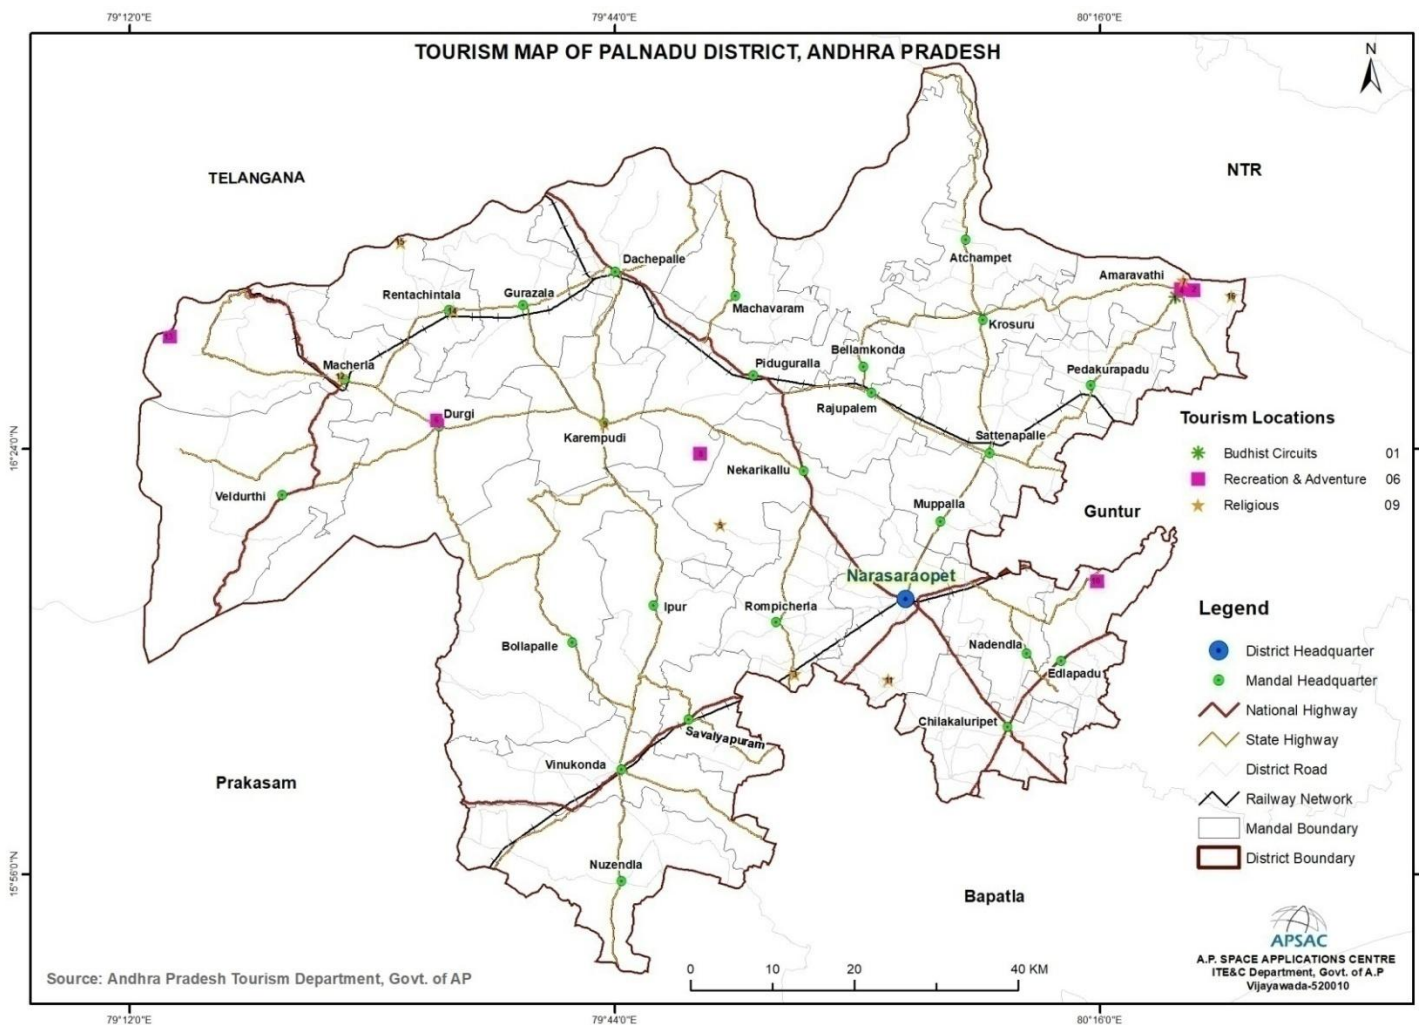 79°12'0"E
79°44'0"E
80°16'0"E
TOURISM MAP OF PALNADU DISTRICT, ANDHRA PRADESH
N
TELANGANA
NTR
15
Dachepalle
Atchampet
Amaravathi
Rentachintala
Gurazala
14
Machavaram
Krosuru
Bellamkonda
Macherla
12
Piduguralla
Pedakurapadu
Rajupalem
Durgi
Karempudi
Sattenapalle
Nekarikallu
Veldurthi
Muppalla
Guntur
Narasaraopet
Ipur
Rompicherla
Bollapalle
Nadendla
Edlapadu
Chilakaluripet
Savalyapuram
Vinukonda
Prakasam
Nuzendla
Bapatla
16°24'0"N
15°56'0"N
Tourism Locations
Budhist Circuits 01
Recreation & Adventure 06
Religious 09
Legend
District Headquarter
Mandal Headquarter
National Highway
State Highway
District Road
Railway Network
Mandal Boundary
District Boundary
APSAC
A.P. SPACE APPLICATIONS CENTRE
ITE&C Department, Govt. of A.P
Vijayawada-520010
Source: Andhra Pradesh Tourism Department, Govt. of AP
0 10 20 40 KM
79°12'0"E
79°44'0"E
80°16'0"E